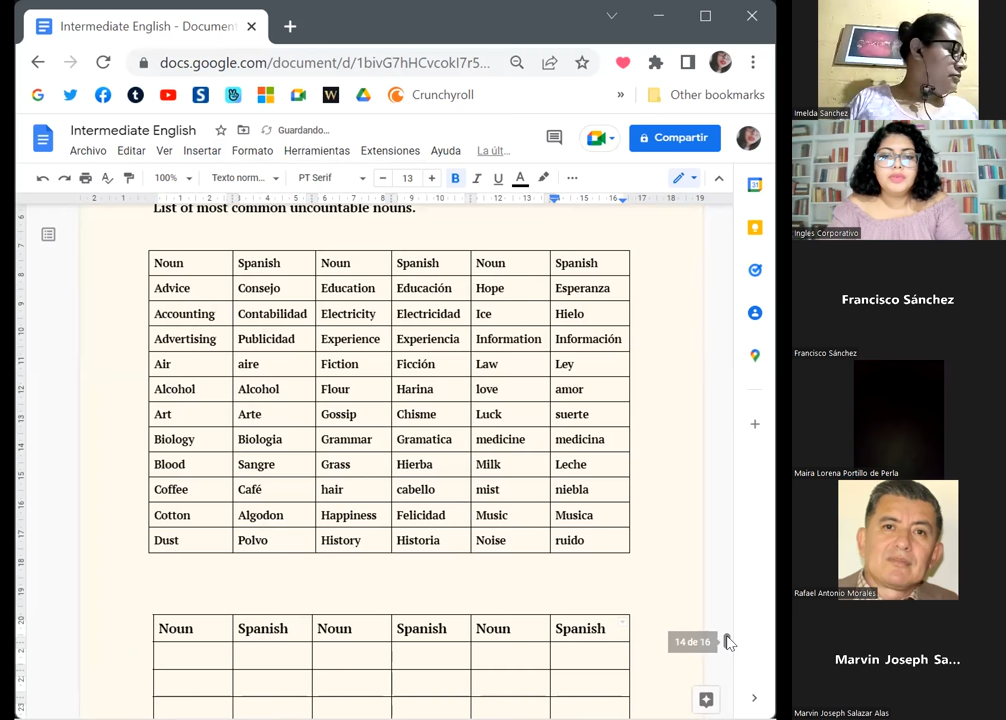 Intermediate English - Document
docs.google.com/document/d/1bivG7hHCvcokI7r5...
Crunchyroll
»
Other bookmarks
Intermediate English
Guardando...
Compartir
Archivo Editar Ver Insertar Formato Herramientas Extensiones Ayuda La últ...
100% Texto norm... PT Serif 13 B I U A
List of most common uncountable nouns.
Noun Spanish Noun Spanish Noun Spanish
Advice Consejo Education Educación Hope Esperanza
Accounting Contabilidad Electricity Electricidad Ice Hielo
Advertising Publicidad Experience Experiencia Information Información
Air aire Fiction Ficción Law Ley
Alcohol Alcohol Flour Harina love amor
Art Arte Gossip Chisme Luck suerte
Biology Biologia Grammar Gramatica medicine medicina
Blood Sangre Grass Hierba Milk Leche
Coffee Café hair cabello mist niebla
Cotton Algodon Happiness Felicidad Music Musica
Dust Polvo History Historia Noise ruido
Noun Spanish Noun Spanish Noun Spanish
14 de 16
Imelda Sanchez
Ingles Corporativo
Francisco Sánchez
Francisco Sánchez
Maira Lorena Portillo de Perla
Rafael Antonio Morales
Marvin Joseph Sa...
Marvin Joseph Salazar Alas